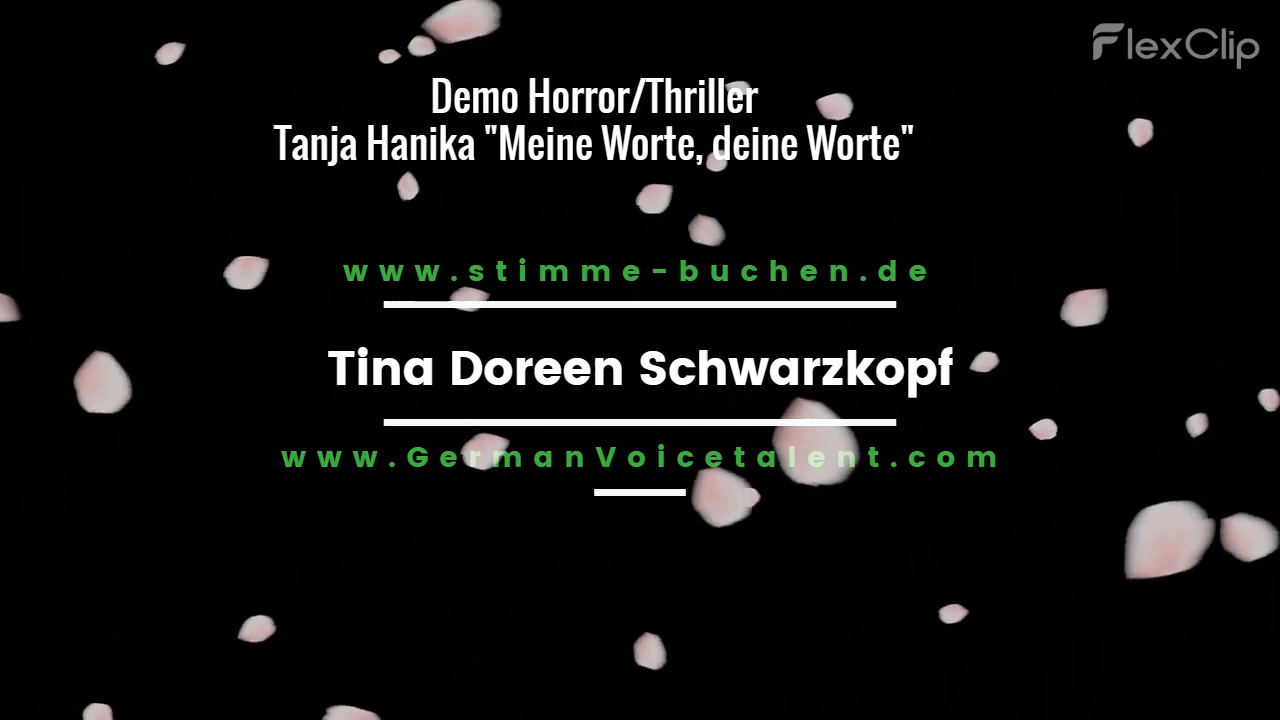 FlexClip
Demo Horror/Thriller
Tanja Hanika "Meine Worte, deine Worte"
www.stimme-buchen.de
Tina Doreen Schwarzkopf
www.GermanVoicetalent.com